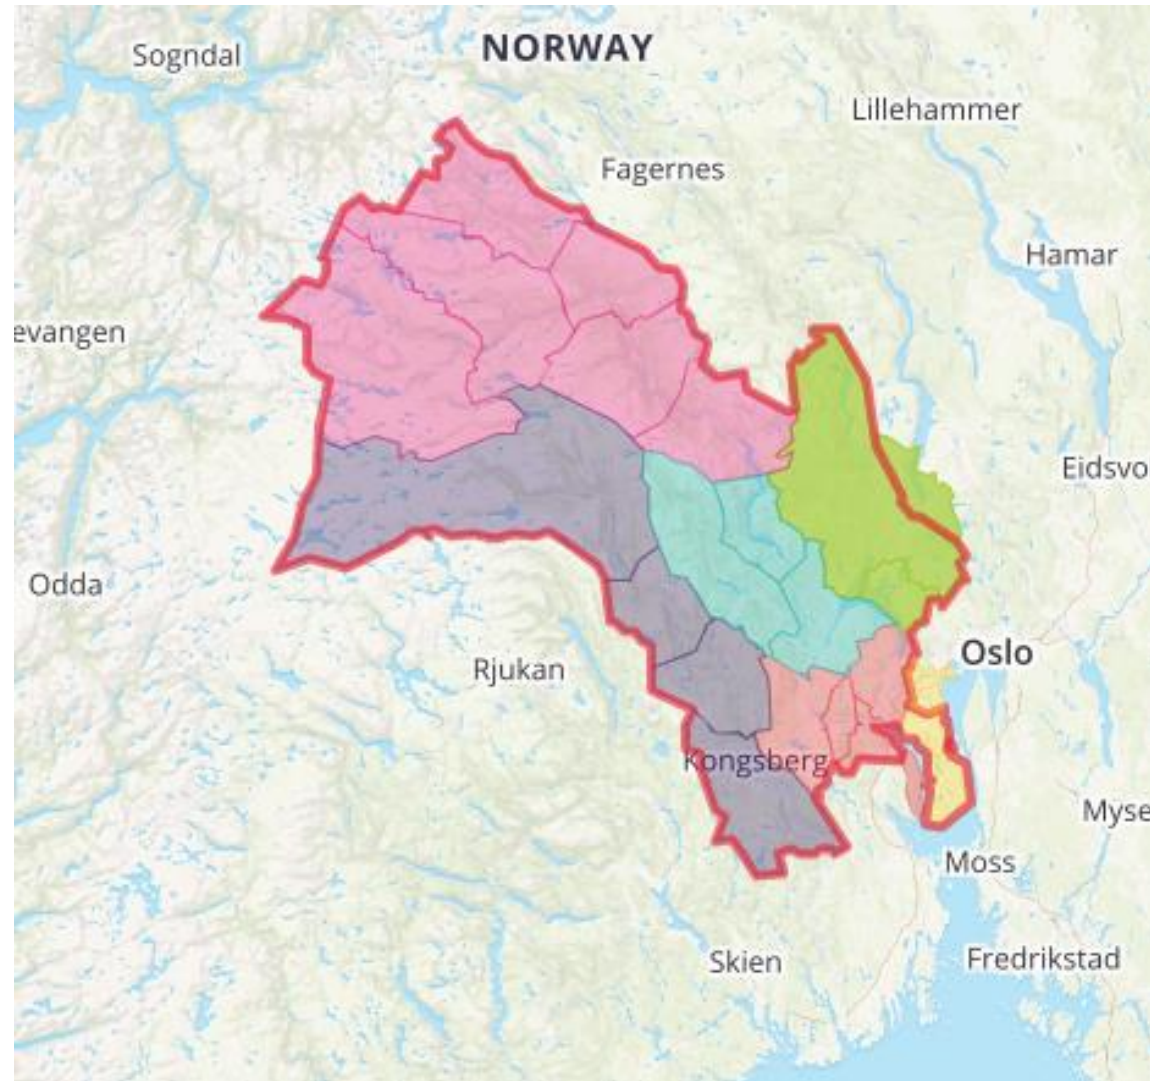 Sogndal
NORWAY
Lillehammer
Fagernes
Hamar
evangen
Eidsvo
Odda
Oslo
Rjukan
Kongsberg
Myse
Moss
Skien
Fredrikstad